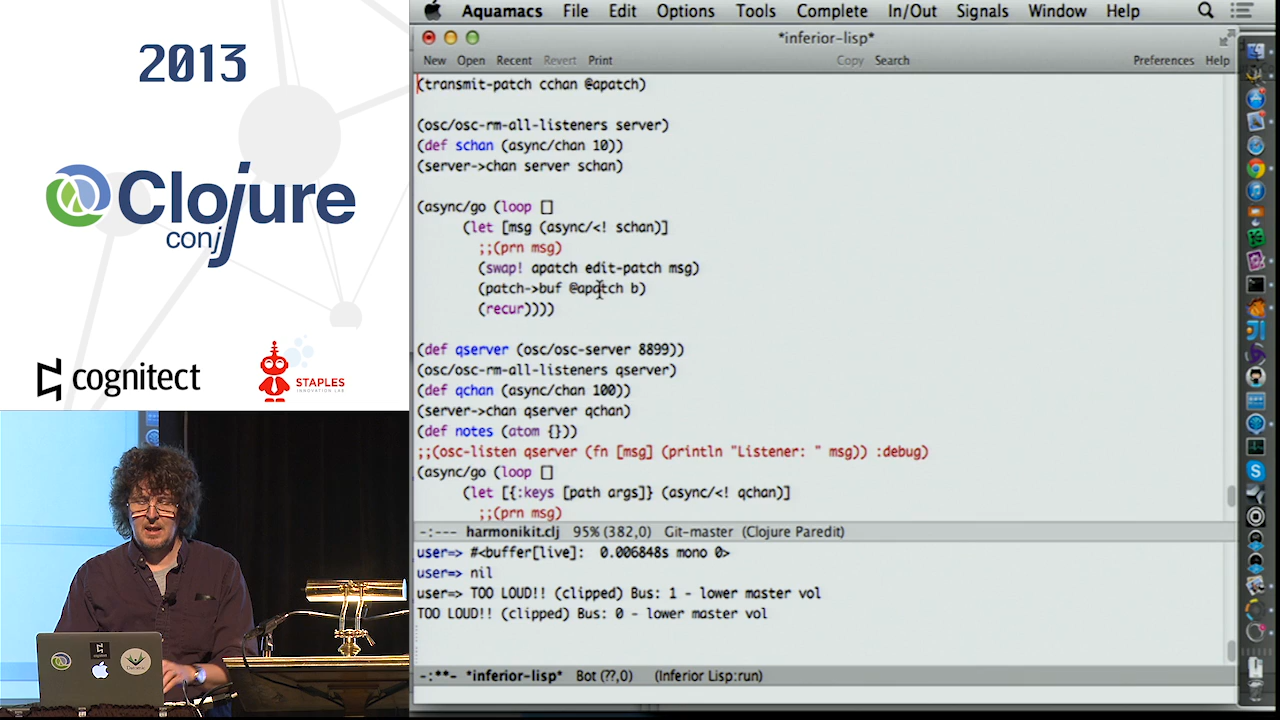 2013
Clojure
conj
cognitect
STAPLES
INNOVATION LAB
Aquamacs File Edit Options Tools Complete In/Out Signals Window Help
*inferior-lisp*
New Open Recent Revert Print Copy Search Preferences Help
(transmit-patch cchan @apatch)
(osc/osc-rm-all-listeners server)
(def schan (async/chan 10))
(server->chan server schan)
(async/go (loop []
(let [msg (async/<! schan)]
;;(prn msg)
(swap! apatch edit-patch msg)
(patch->buf @apatch b)
(recur))))
(def qserver (osc/osc-server 8899))
(osc/osc-rm-all-listeners qserver)
(def qchan (async/chan 100))
(server->chan qserver qchan)
(def notes (atom {}))
;;(osc-listen qserver (fn [msg] (println "Listener: " msg)) :debug)
(async/go (loop []
(let [{:keys [path args]} (async/<! qchan)]
;;(prn msg)
-:--- harmonikit.clj 95% (382,0) Git-master (Clojure Paredit)
user=> #<buffer[live]: 0.006848s mono 0>
user=> nil
user=> TOO LOUD!! (clipped) Bus: 1 - lower master vol
TOO LOUD!! (clipped) Bus: 0 - lower master vol
-:**- *inferior-lisp* Bot (??,0) (Inferior Lisp:run)